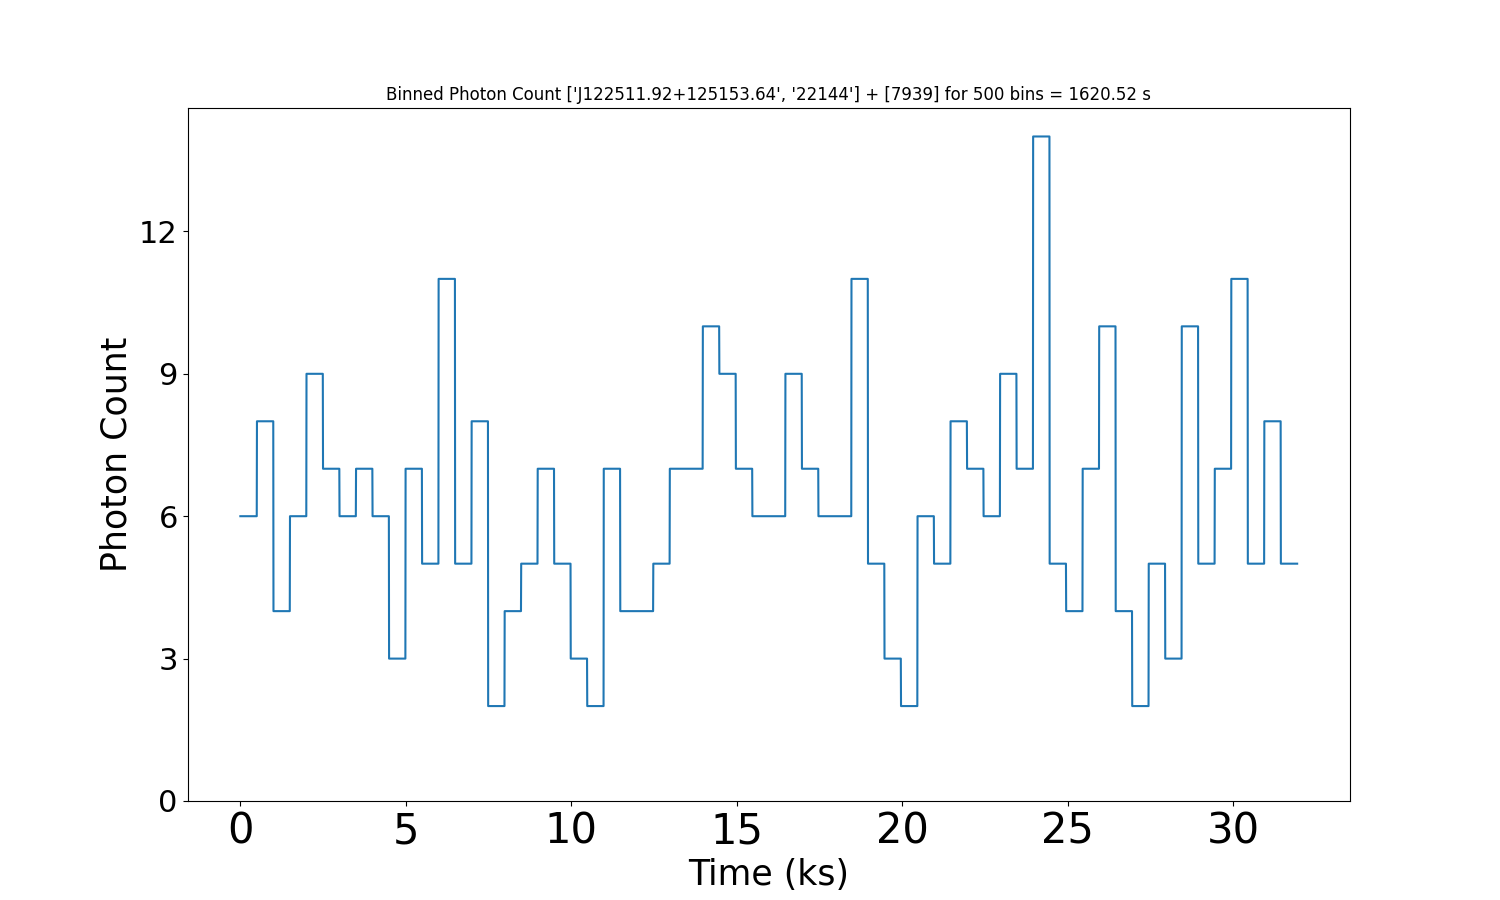 Binned Photon Count ['J122511.92+125153.64', '22144'] + [7939] for 500 bins = 1620.52 s
Photon Count
12
9
6
3
0
0 5 10 15 20 25 30
Time (ks)